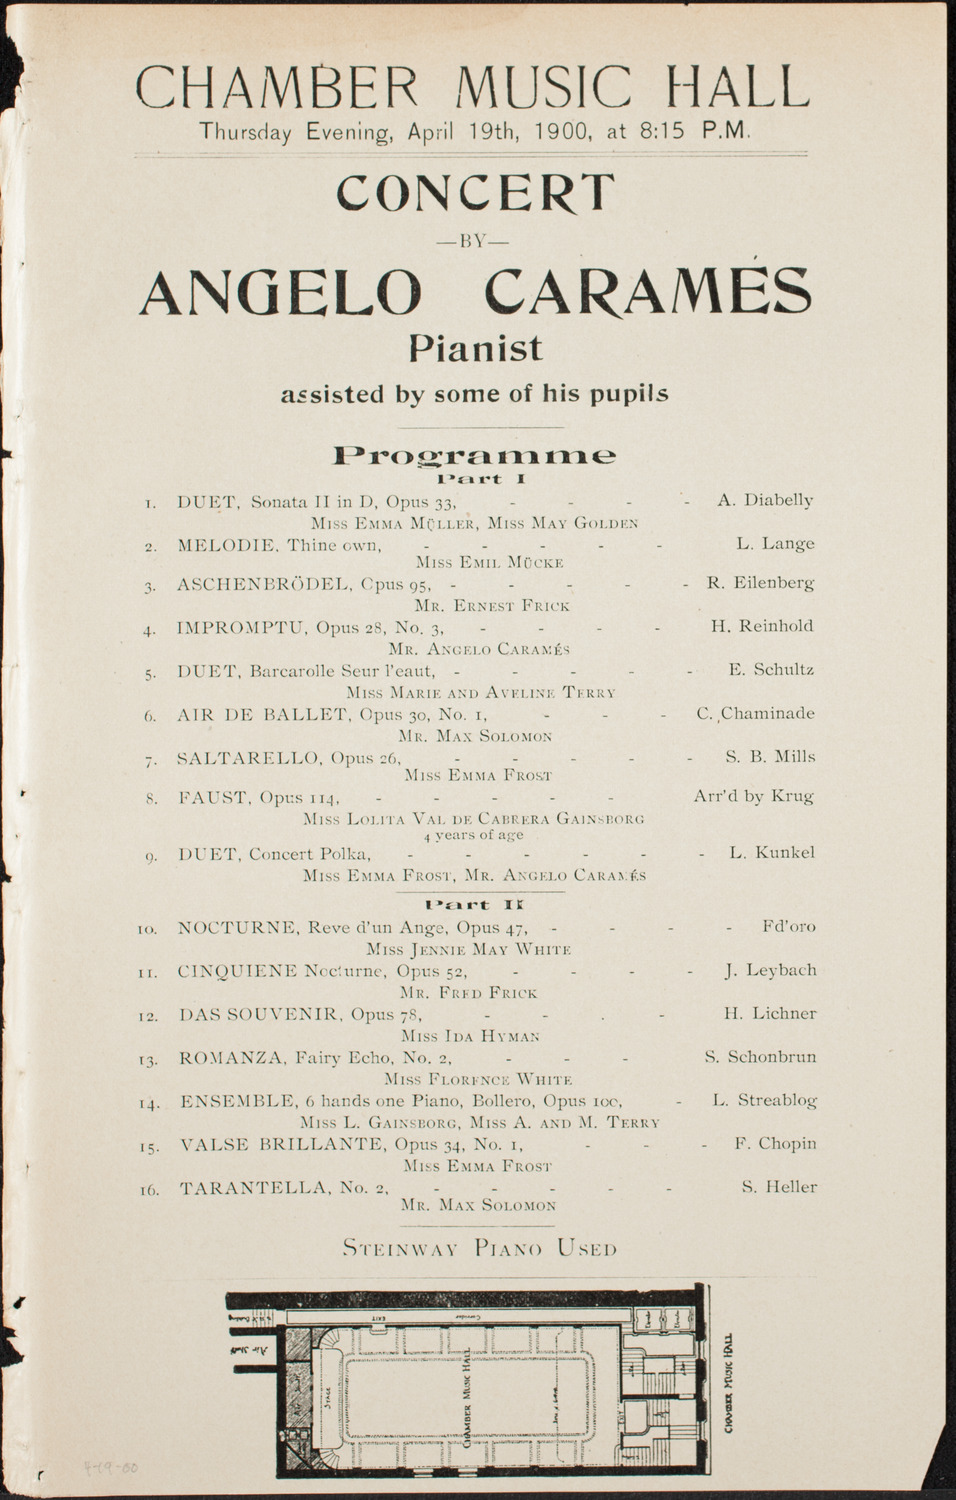 CHAMBER MUSIC HALL
Thursday Evening, April 19th, 1900, at 8:15 P.M.
CONCERT
—BY—
ANGELO CARAMÉS
Pianist
assisted by some of his pupils
Programme
Part I
1. DUET, Sonata II in D, Opus 33, - - - - A. Diabelly
MISS EMMA MÜLLER, MISS MAY GOLDEN
2. MELODIE, Thine own, - - - - - L. Lange
MISS EMIL MÜCKE
3. ASCHENBRÖDEL, Opus 95, - - - - - R. Eilenberg
MR. ERNEST FRICK
4. IMPROMPTU, Opus 28, No. 3, - - - - H. Reinhold
MR. ANGELO CARAMÉS
5. DUET, Barcarolle Seur l'eaut, - - - - - E. Schultz
MISS MARIE AND AVELINE TERRY
6. AIR DE BALLET, Opus 30, No. 1, - - - C. Chaminade
MR. MAX SOLOMON
7. SALTARELLO, Opus 26, - - - - - S. B. Mills
MISS EMMA FROST
8. FAUST, Opus 114, - - - - - Arr'd by Krug
MISS LOLITA VAL DE CABRERA GAINSBORG
4 years of age
9. DUET, Concert Polka, - - - - - - L. Kunkel
MISS EMMA FROST, MR. ANGELO CARAMÉS
Part II
10. NOCTURNE, Reve d'un Ange, Opus 47, - - - - Fd'oro
MISS JENNIE MAY WHITE
11. CINQUIENE Nocturne, Opus 52, - - - - J. Leybach
MR. FRED FRICK
12. DAS SOUVENIR, Opus 78, - - . - H. Lichner
MISS IDA HYMAN
13. ROMANZA, Fairy Echo, No. 2, - - - S. Schonbrun
MISS FLORENCE WHITE
14. ENSEMBLE, 6 hands one Piano, Bollero, Opus 100, - L. Streablog
MISS L. GAINSBORG, MISS A. AND M. TERRY
15. VALSE BRILLANTE, Opus 34, No. 1, - - - F. Chopin
MISS EMMA FROST
16. TARANTELLA, No. 2, - - - - - S. Heller
MR. MAX SOLOMON
STEINWAY PIANO USED
EXIT
Corridor
Air Shaft
STAGE
CHAMBER MUSIC HALL
CHAMBER MUSIC HALL
4-19-00